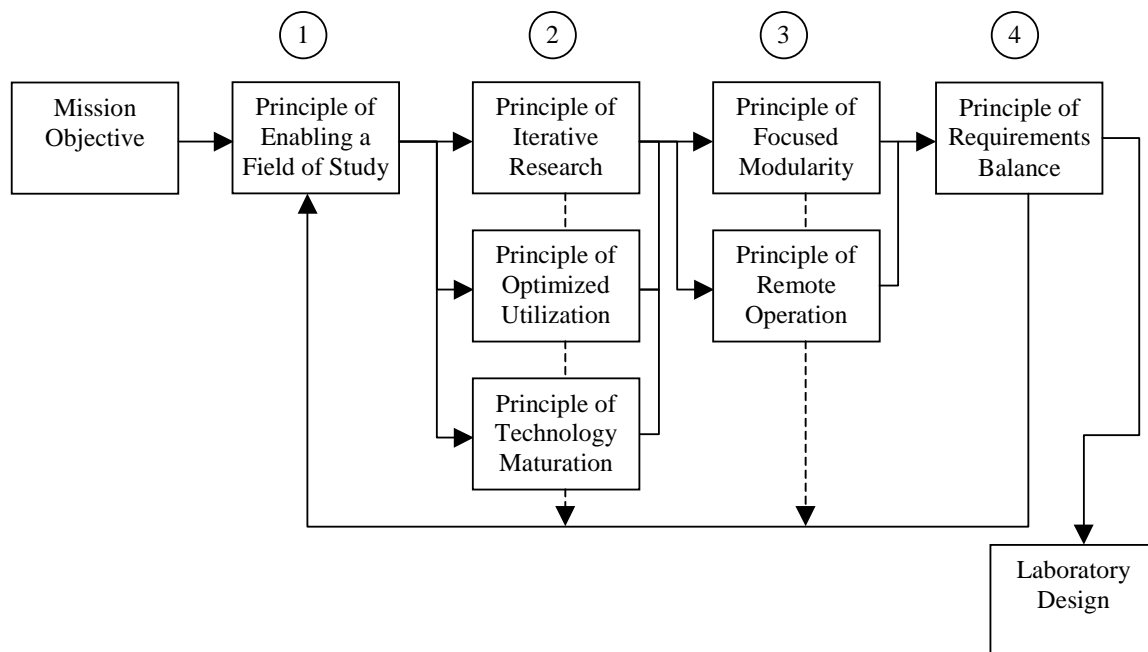 1
2
3
4
Mission
Objective
Principle of
Enabling a
Field of Study
Principle of
Iterative
Research
Principle of
Focused
Modularity
Principle of
Requirements
Balance
Principle of
Optimized
Utilization
Principle of
Remote
Operation
Principle of
Technology
Maturation
Laboratory
Design